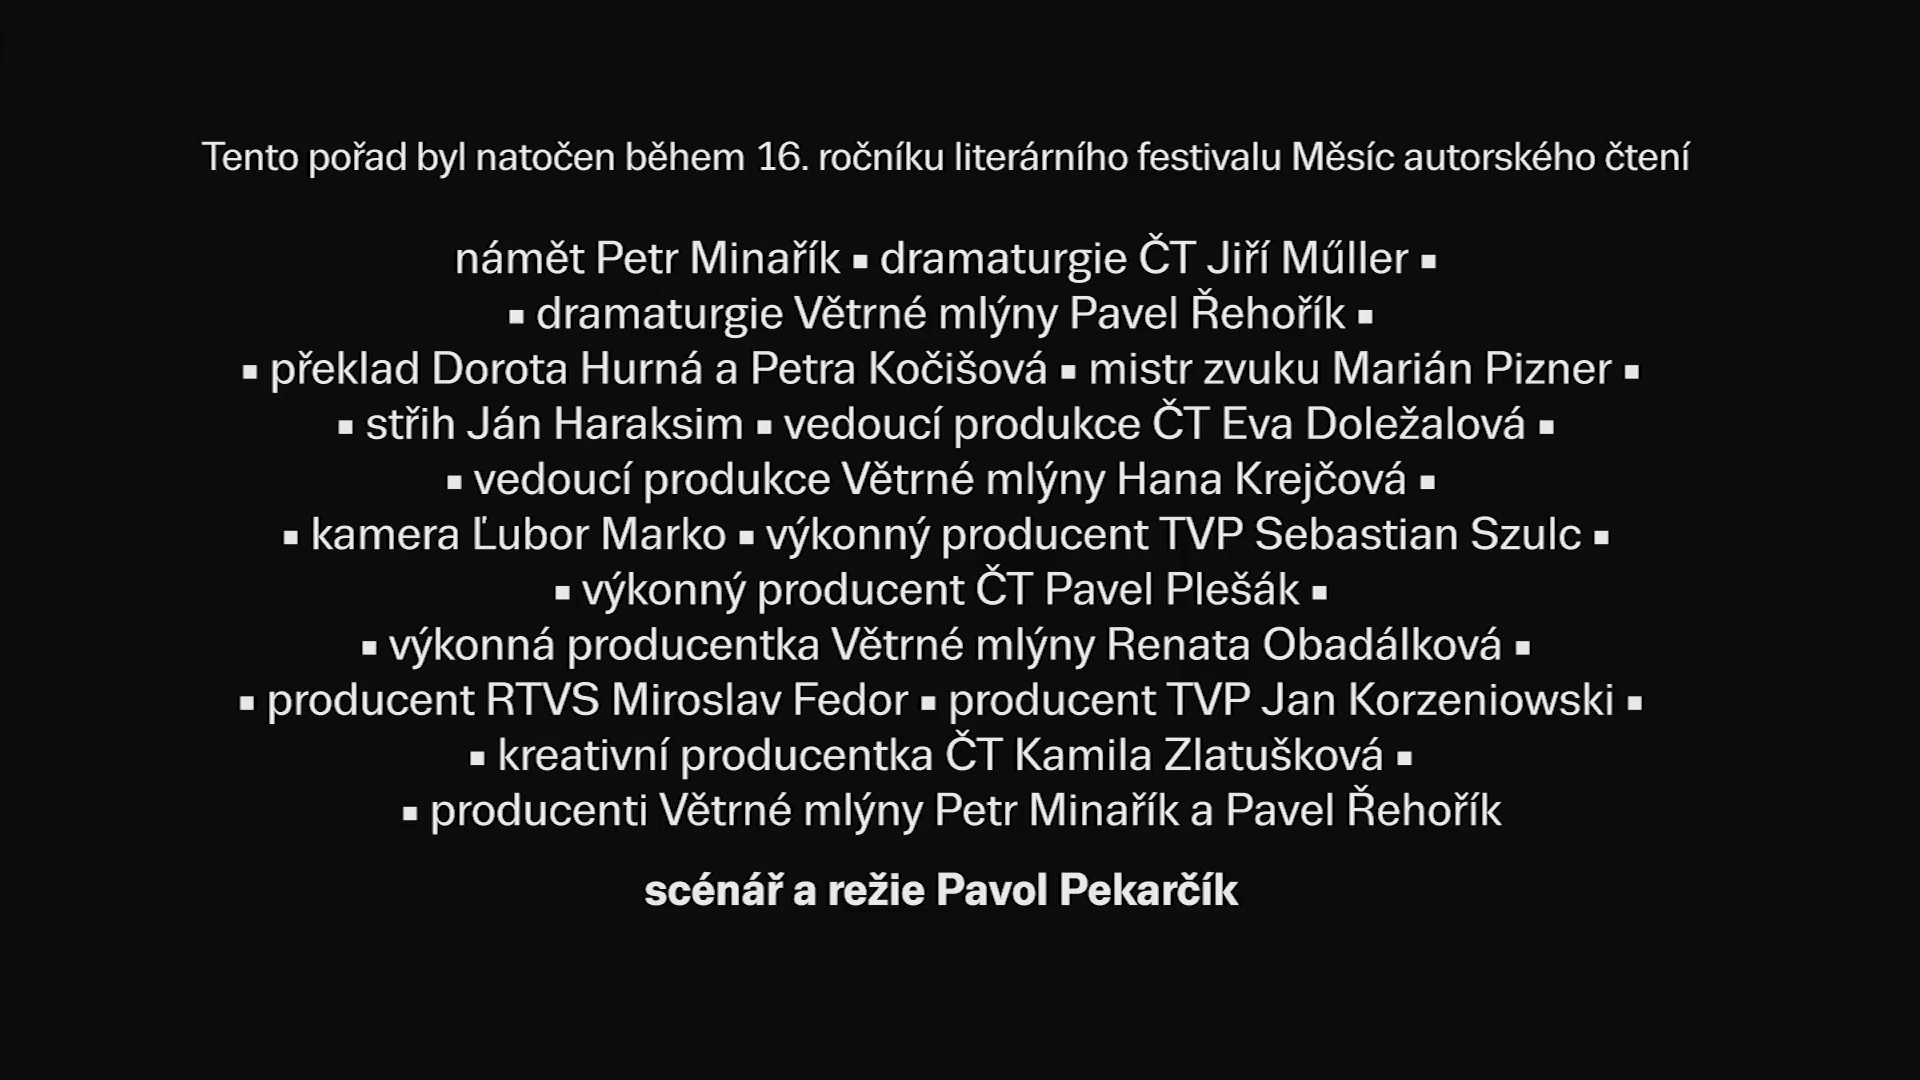 Tento pořad byl natočen během 16. ročníku literárního festivalu Měsíc autorského čtení
námět Petr Minařík ▪ dramaturgie ČT Jiří Műller ▪
▪ dramaturgie Větrné mlýny Pavel Řehořík ▪
▪ překlad Dorota Hurná a Petra Kočišová ▪ mistr zvuku Marián Pizner ▪
▪ střih Ján Haraksim ▪ vedoucí produkce ČT Eva Doležalová ▪
▪ vedoucí produkce Větrné mlýny Hana Krejčová ▪
▪ kamera Ľubor Marko ▪ výkonný producent TVP Sebastian Szulc ▪
▪ výkonný producent ČT Pavel Plešák ▪
▪ výkonná producentka Větrné mlýny Renata Obadálková ▪
▪ producent RTVS Miroslav Fedor ▪ producent TVP Jan Korzeniowski ▪
▪ kreativní producentka ČT Kamila Zlatušková ▪
▪ producenti Větrné mlýny Petr Minařík a Pavel Řehořík
scénář a režie Pavol Pekarčík